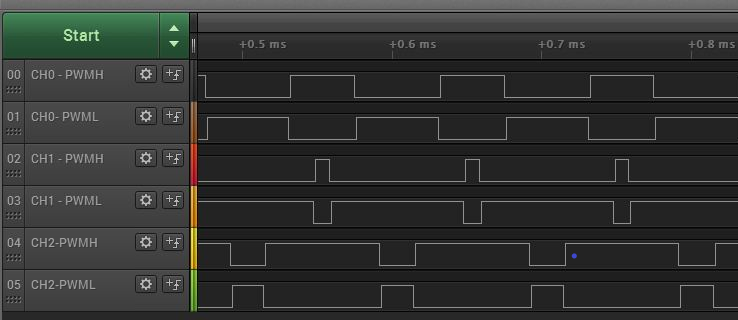 Start
+0.5 ms +0.6 ms +0.7 ms +0.8 ms
00 CH0 - PWMH
01 CH0- PWML
02 CH1 - PWMH
03 CH1 - PWML
04 CH2-PWMH
05 CH2-PWML